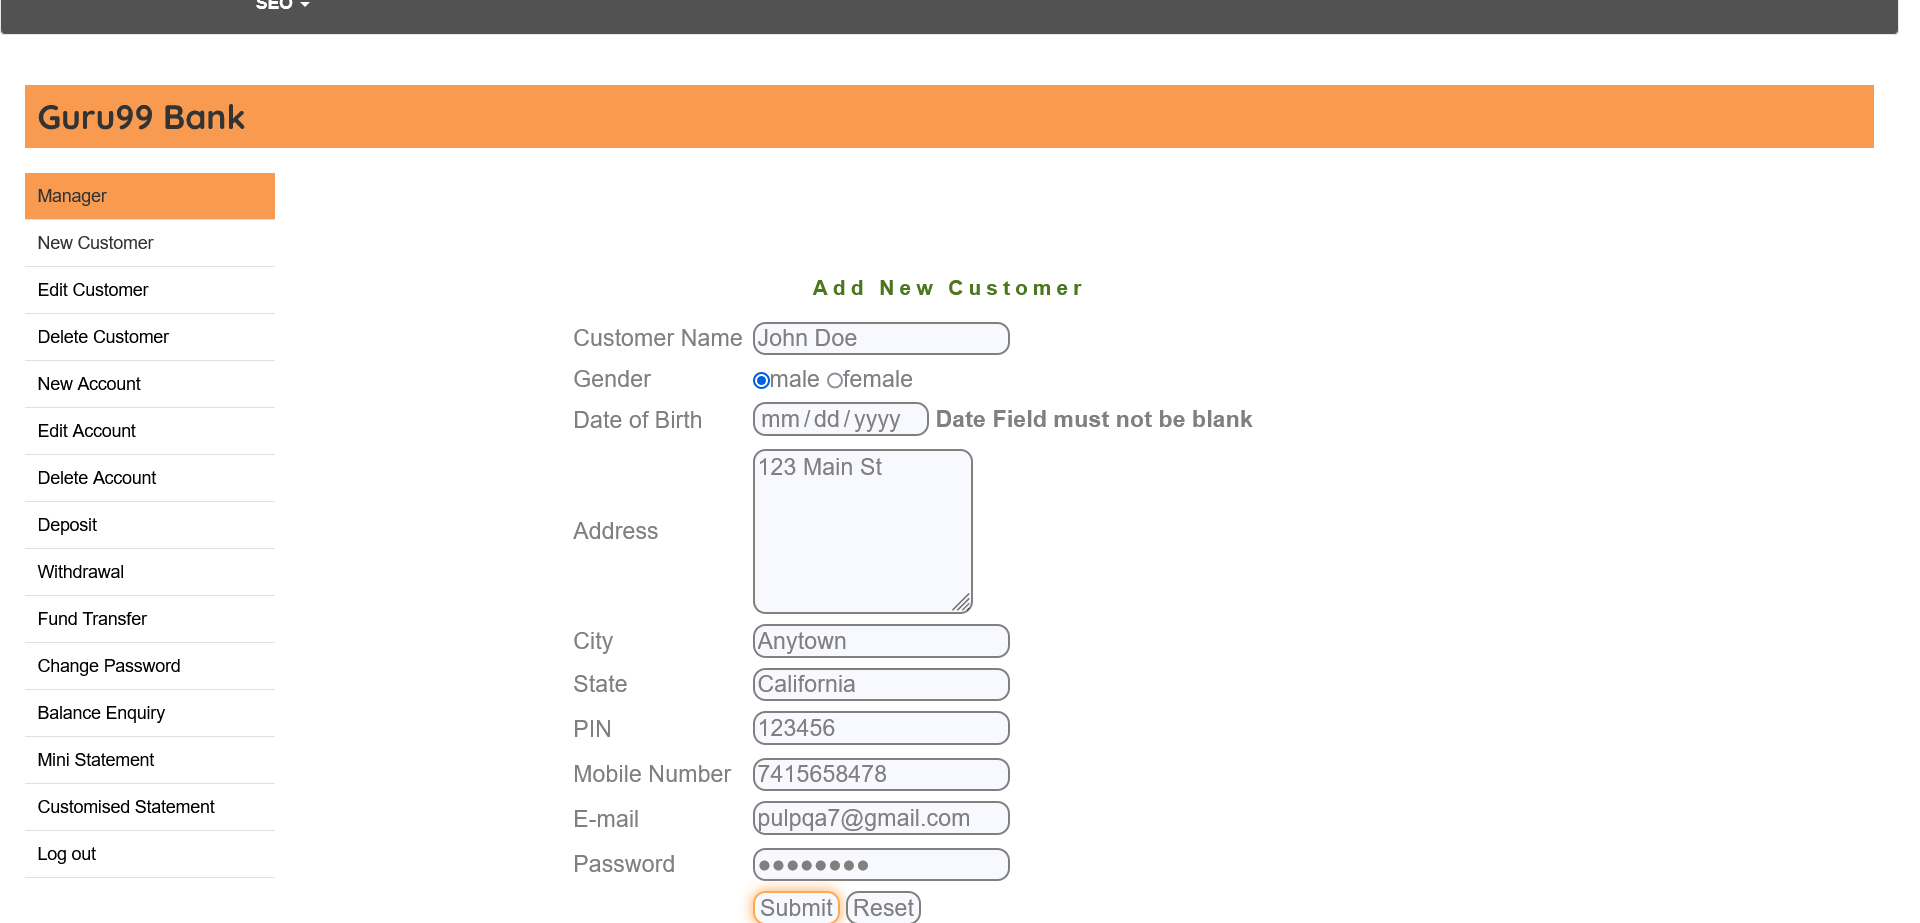 SEO
Guru99 Bank
Manager
New Customer
Edit Customer
Delete Customer
New Account
Edit Account
Delete Account
Deposit
Withdrawal
Fund Transfer
Change Password
Balance Enquiry
Mini Statement
Customised Statement
Log out
Add New Customer
Customer Name John Doe
Gender male female
Date of Birth mm/dd/yyyy Date Field must not be blank
Address 123 Main St
City Anytown
State California
PIN 123456
Mobile Number 7415658478
E-mail pulpqa7@gmail.com
Password ••••••••
Submit Reset